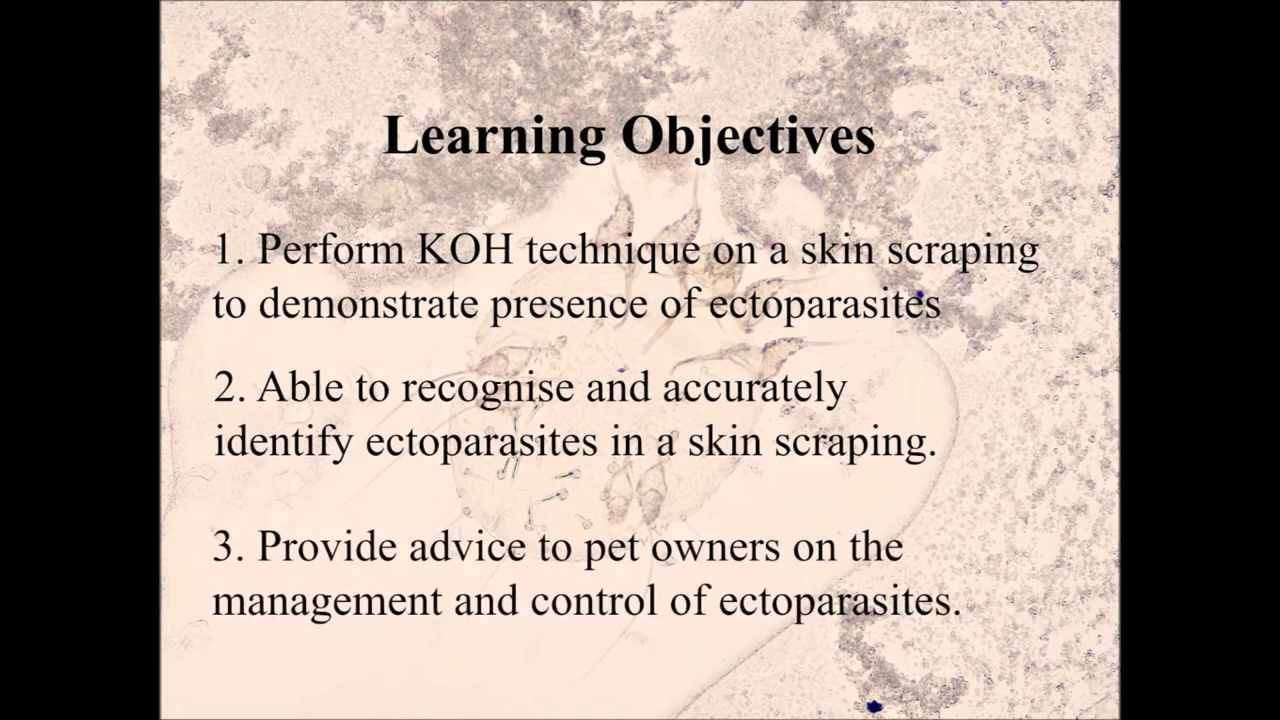 Learning Objectives
1. Perform KOH technique on a skin scraping
to demonstrate presence of ectoparasites
2. Able to recognise and accurately
identify ectoparasites in a skin scraping.
3. Provide advice to pet owners on the
management and control of ectoparasites.